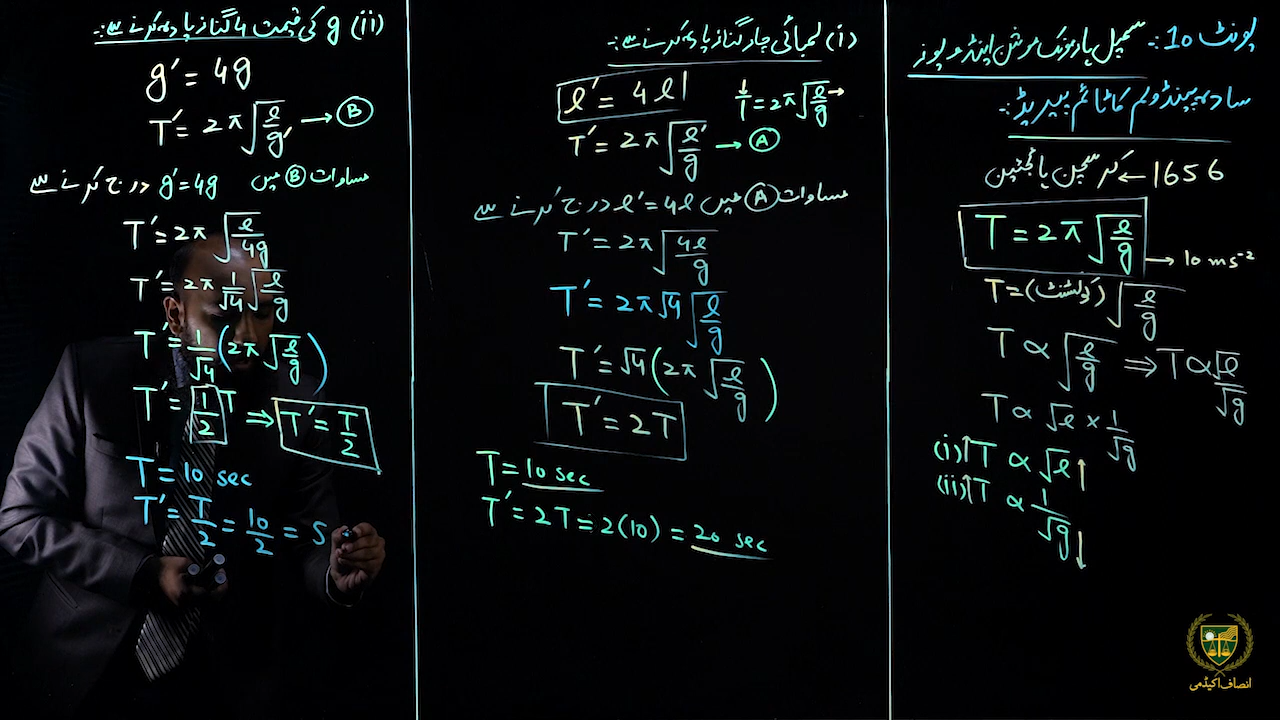 یونٹ 10:۔ سمپل ہارمونک موشن اینڈ ویوز
سادہ پینڈولم کا ٹائم پیریڈ:۔
1656 ← کرسچن ہائجنز
T = 2π√(ℓ/g) → 10 ms⁻²
T = (کونسٹنٹ) √(ℓ/g)
T ∝ √(ℓ/g) ⇒ T ∝ √ℓ/√g
T ∝ √ℓ × 1/√g
(i)↑T ∝ √ℓ↑
(ii)↑T ∝ 1/√g↓
(i) لمبائی چار گنا زیادہ کرنے سے:۔
ℓ' = 4ℓ
T = 2π√(ℓ/g) →
T' = 2π√(ℓ'/g) → Ⓐ
مساوات Ⓐ میں ℓ' = 4ℓ درج کرنے سے
T' = 2π√(4ℓ/g)
T' = 2π√4 √(ℓ/g)
T' = √4 (2π√(ℓ/g))
T' = 2T
T = 10 sec
T' = 2T = 2(10) = 20 sec
(ii) g کی قیمت 4 گنا زیادہ کرنے سے:۔
g' = 4g
T' = 2π√(ℓ/g') → Ⓑ
مساوات Ⓑ میں g' = 4g درج کرنے سے
T' = 2π√(ℓ/4g)
T' = 2π 1/√4 √(ℓ/g)
T' = 1/√4 (2π√(ℓ/g))
T' = 1/2 T ⇒ T' = T/2
T = 10 sec
T' = T/2 = 10/2 = 5
انصاف اکیڈمی